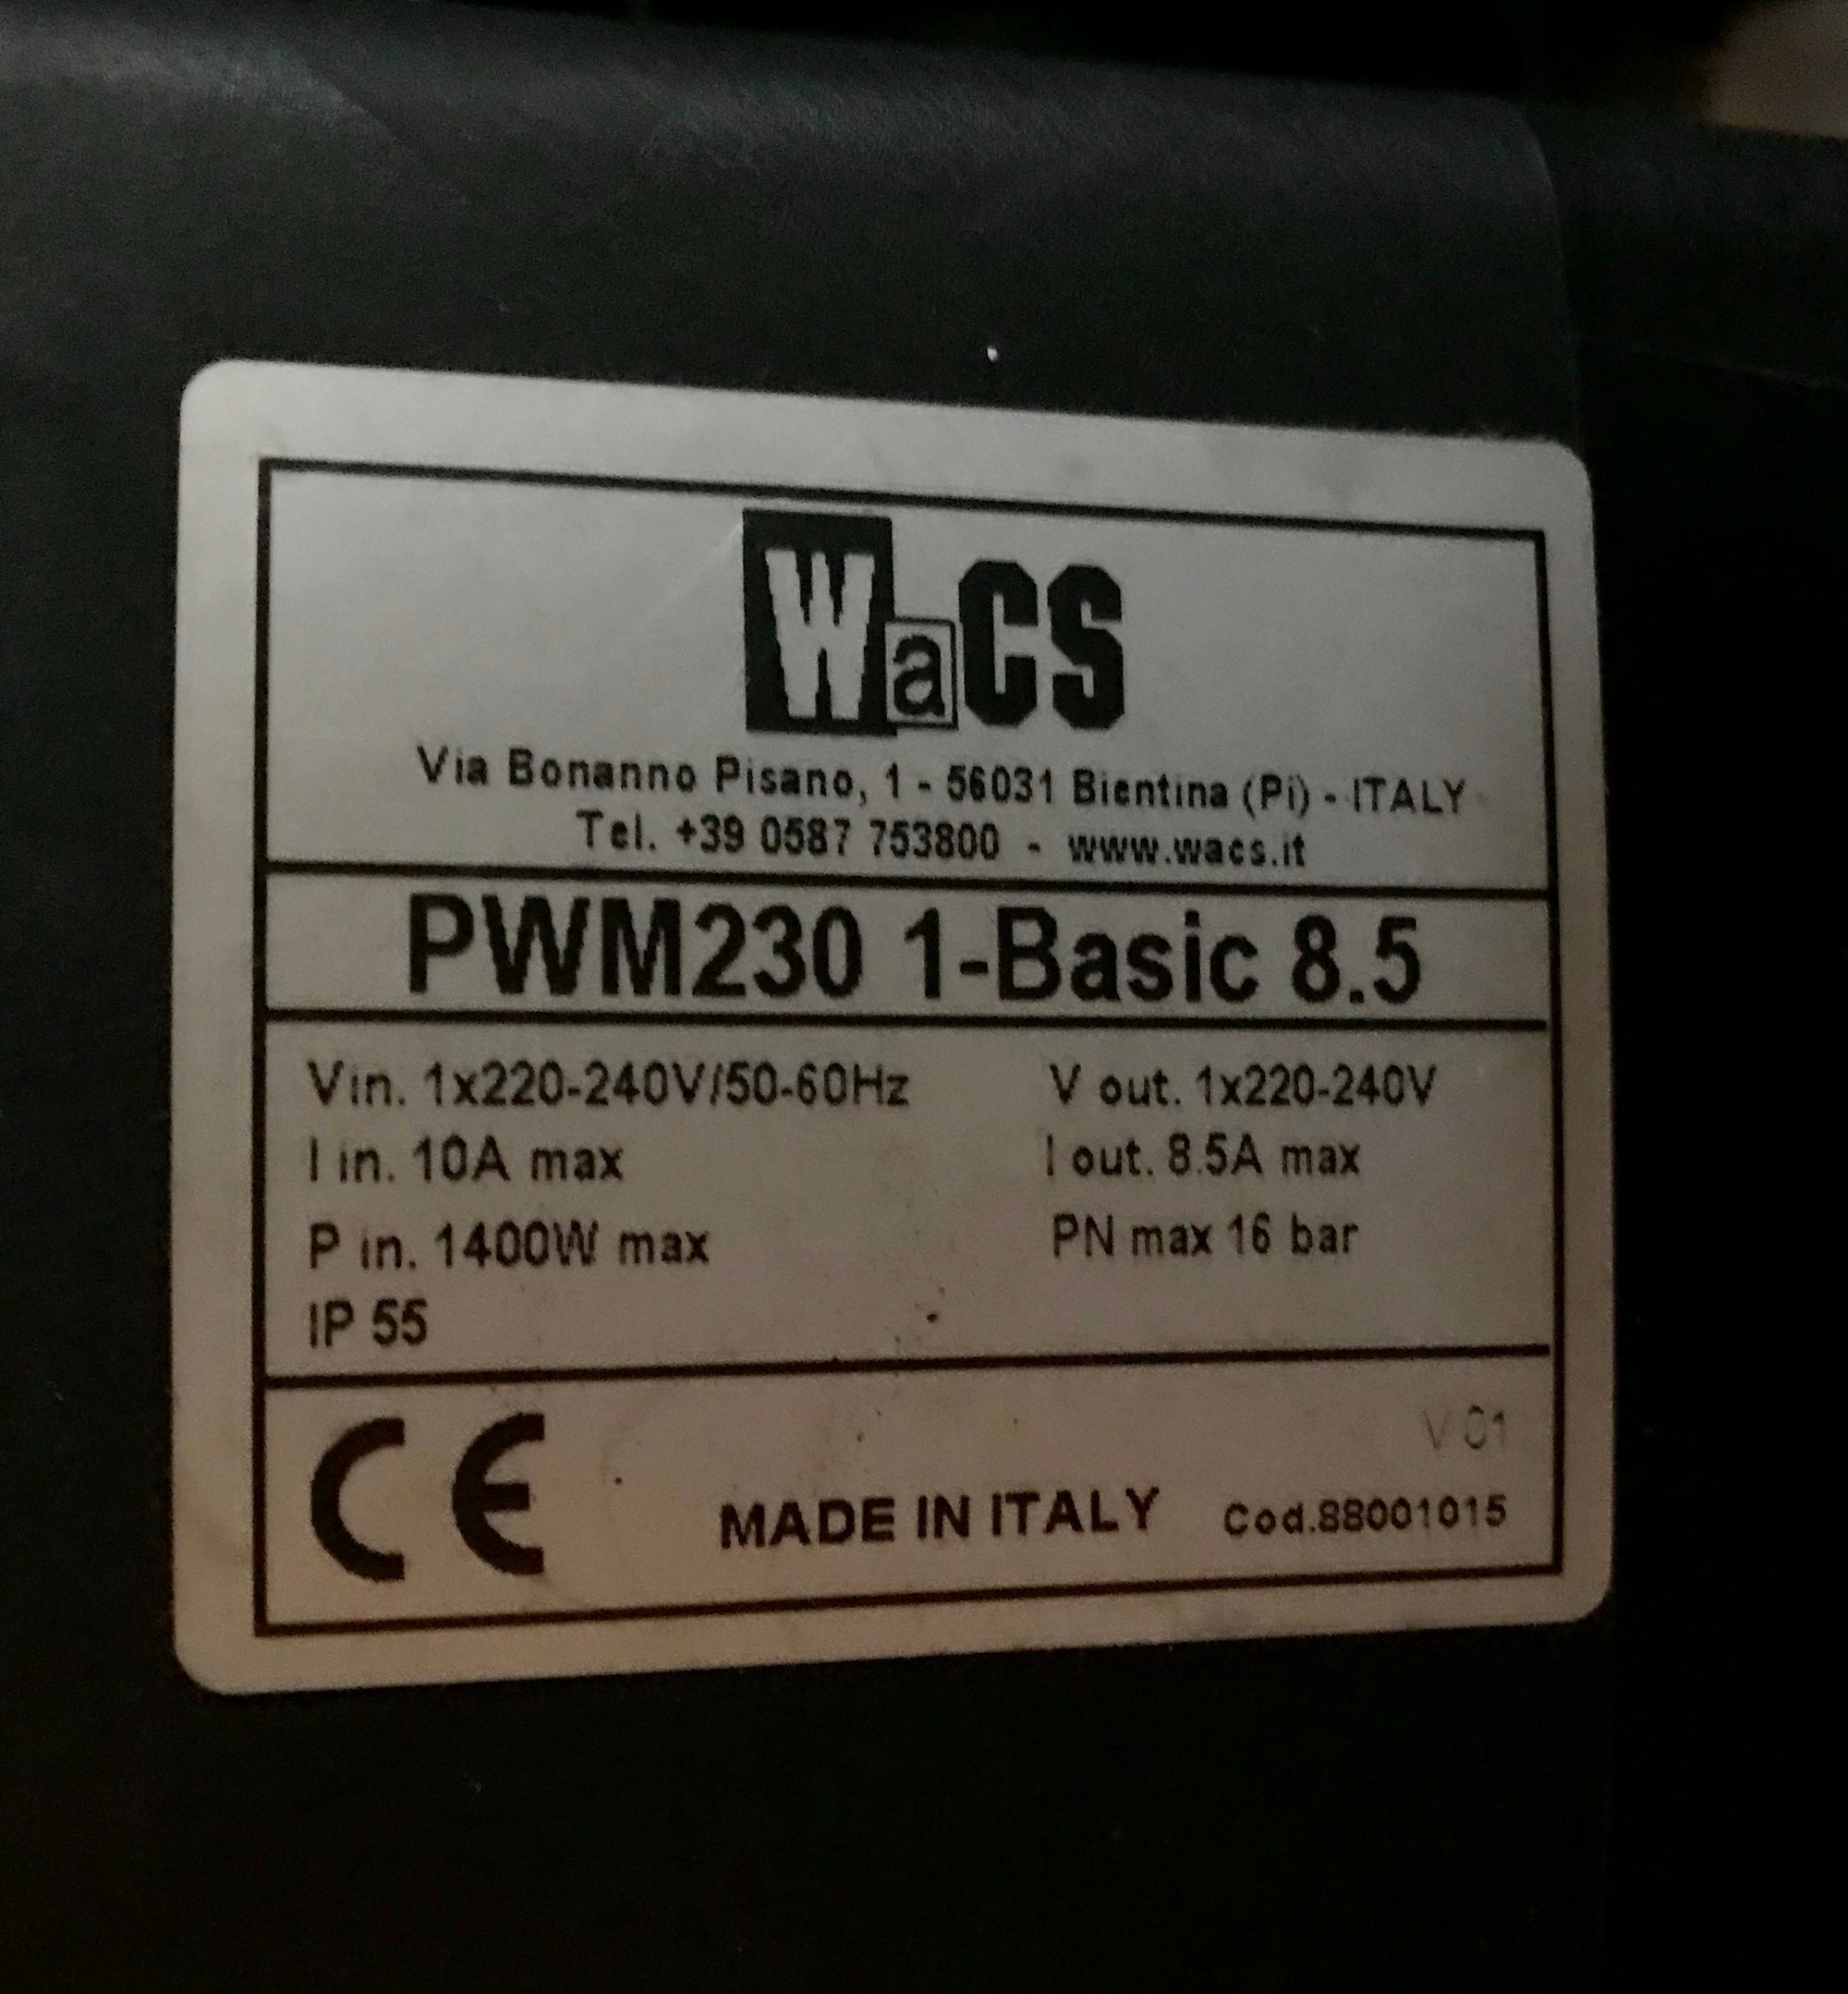 WaCS
Via Bonanno Pisano, 1 - 56031 Bientina (Pi) - ITALY
Tel. +39 0587 753800 - www.wacs.it
PWM230 1-Basic 8.5
Vin. 1x220-240V/50-60Hz V out. 1x220-240V
I in. 10A max I out. 8.5A max
P in. 1400W max PN max 16 bar
IP 55
V 01
CE MADE IN ITALY Cod.88001015